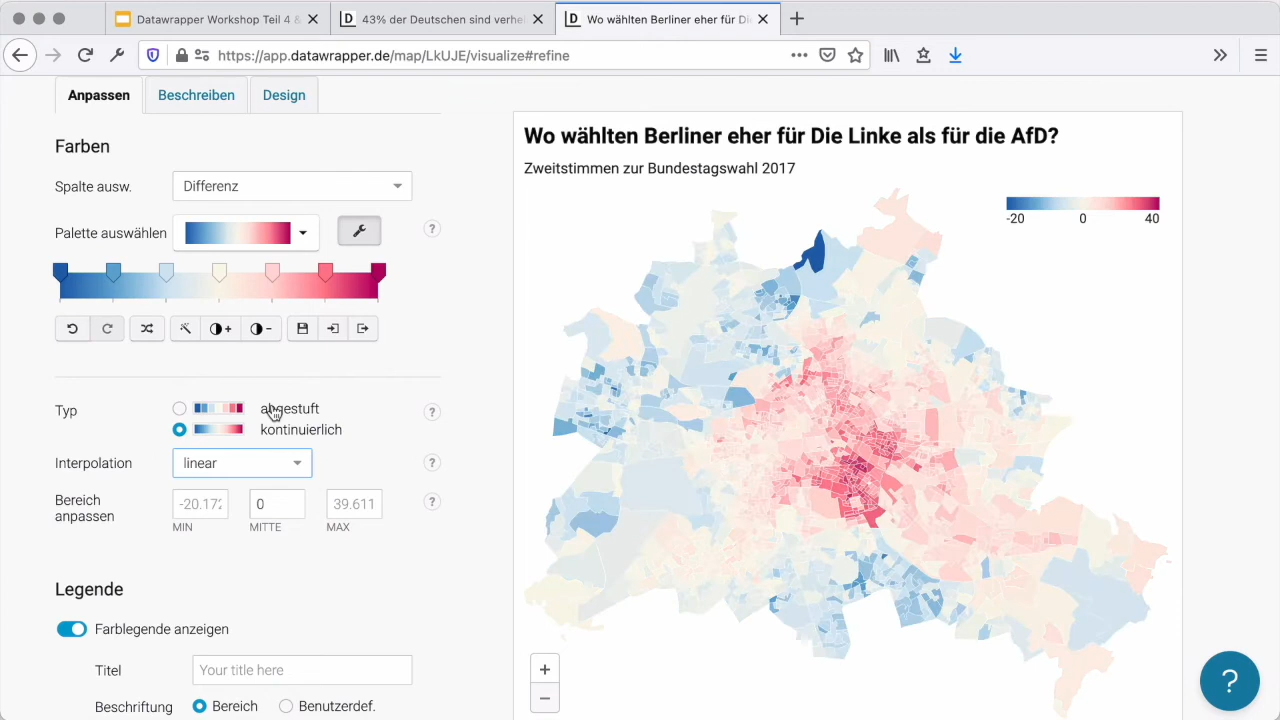 Datawrapper Workshop Teil 4 &
43% der Deutschen sind verhei
Wo wählten Berliner eher für Di
https://app.datawrapper.de/map/LkUJE/visualize#refine
Anpassen
Beschreiben
Design
Farben
Spalte ausw.
Differenz
Palette auswählen
?
Typ
abgestuft
kontinuierlich
?
Interpolation
linear
?
Bereich
anpassen
-20.172
0
39.611
?
MIN
MITTE
MAX
Legende
Farblegende anzeigen
Titel
Your title here
Beschriftung
Bereich
Benutzerdef.
Wo wählten Berliner eher für Die Linke als für die AfD?
Zweitstimmen zur Bundestagswahl 2017
-20
0
40
+
−
?